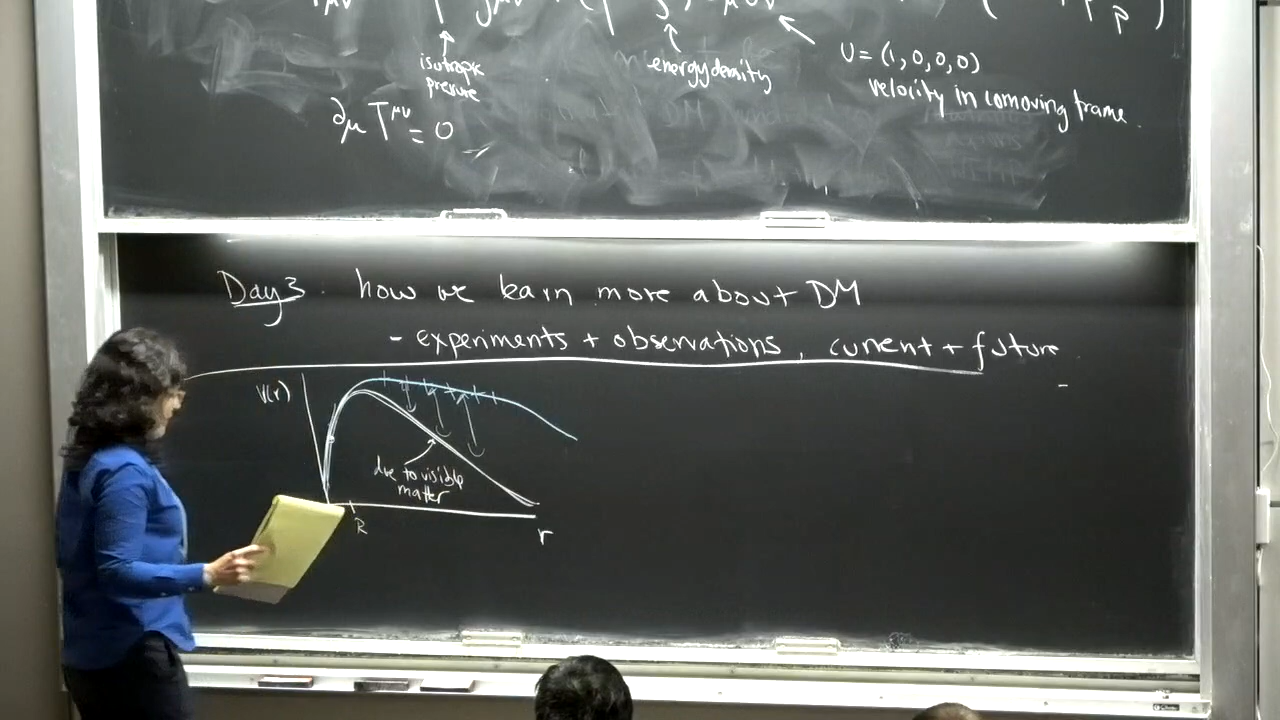 isotropic
pressure
energy density
U = (1,0,0,0)
velocity in comoving frame.
∂μ T^μν = 0
Day 3: how we learn more about DM
- experiments + observations, current + future
-
V(r)
due to visible
matter
R
r